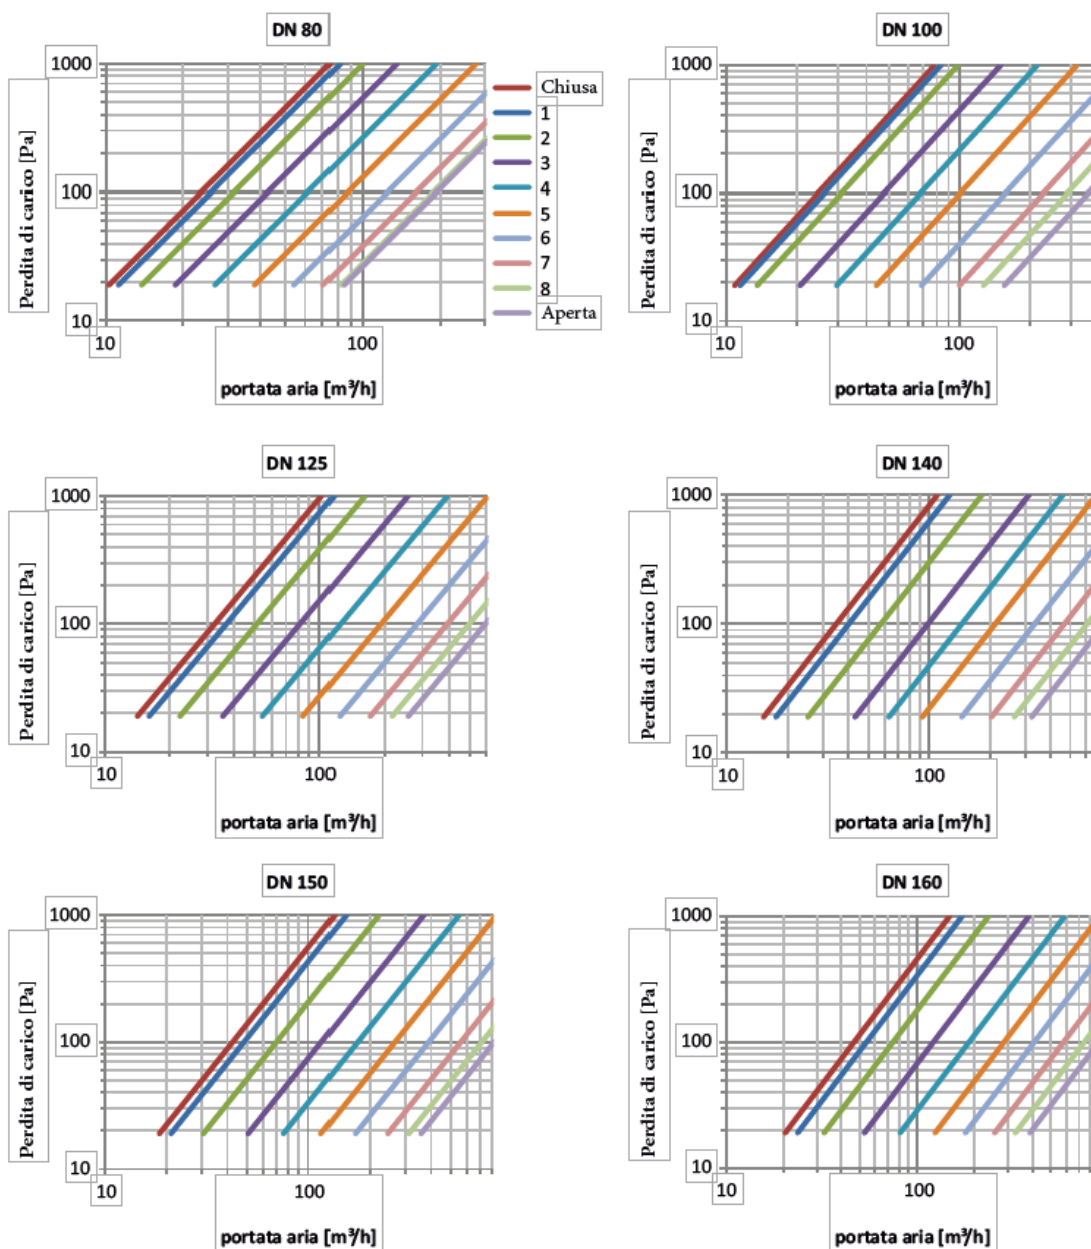 DN 80
1000
100
10
10
100
Perdita di carico [Pa]
portata aria [m³/h]
Chiusa
1
2
3
4
5
6
7
8
Aperta
DN 100
1000
100
10
10
100
Perdita di carico [Pa]
portata aria [m³/h]
DN 125
1000
100
10
10
100
Perdita di carico [Pa]
portata aria [m³/h]
DN 140
1000
100
10
10
100
Perdita di carico [Pa]
portata aria [m³/h]
DN 150
1000
100
10
10
100
Perdita di carico [Pa]
portata aria [m³/h]
DN 160
1000
100
10
10
100
Perdita di carico [Pa]
portata aria [m³/h]